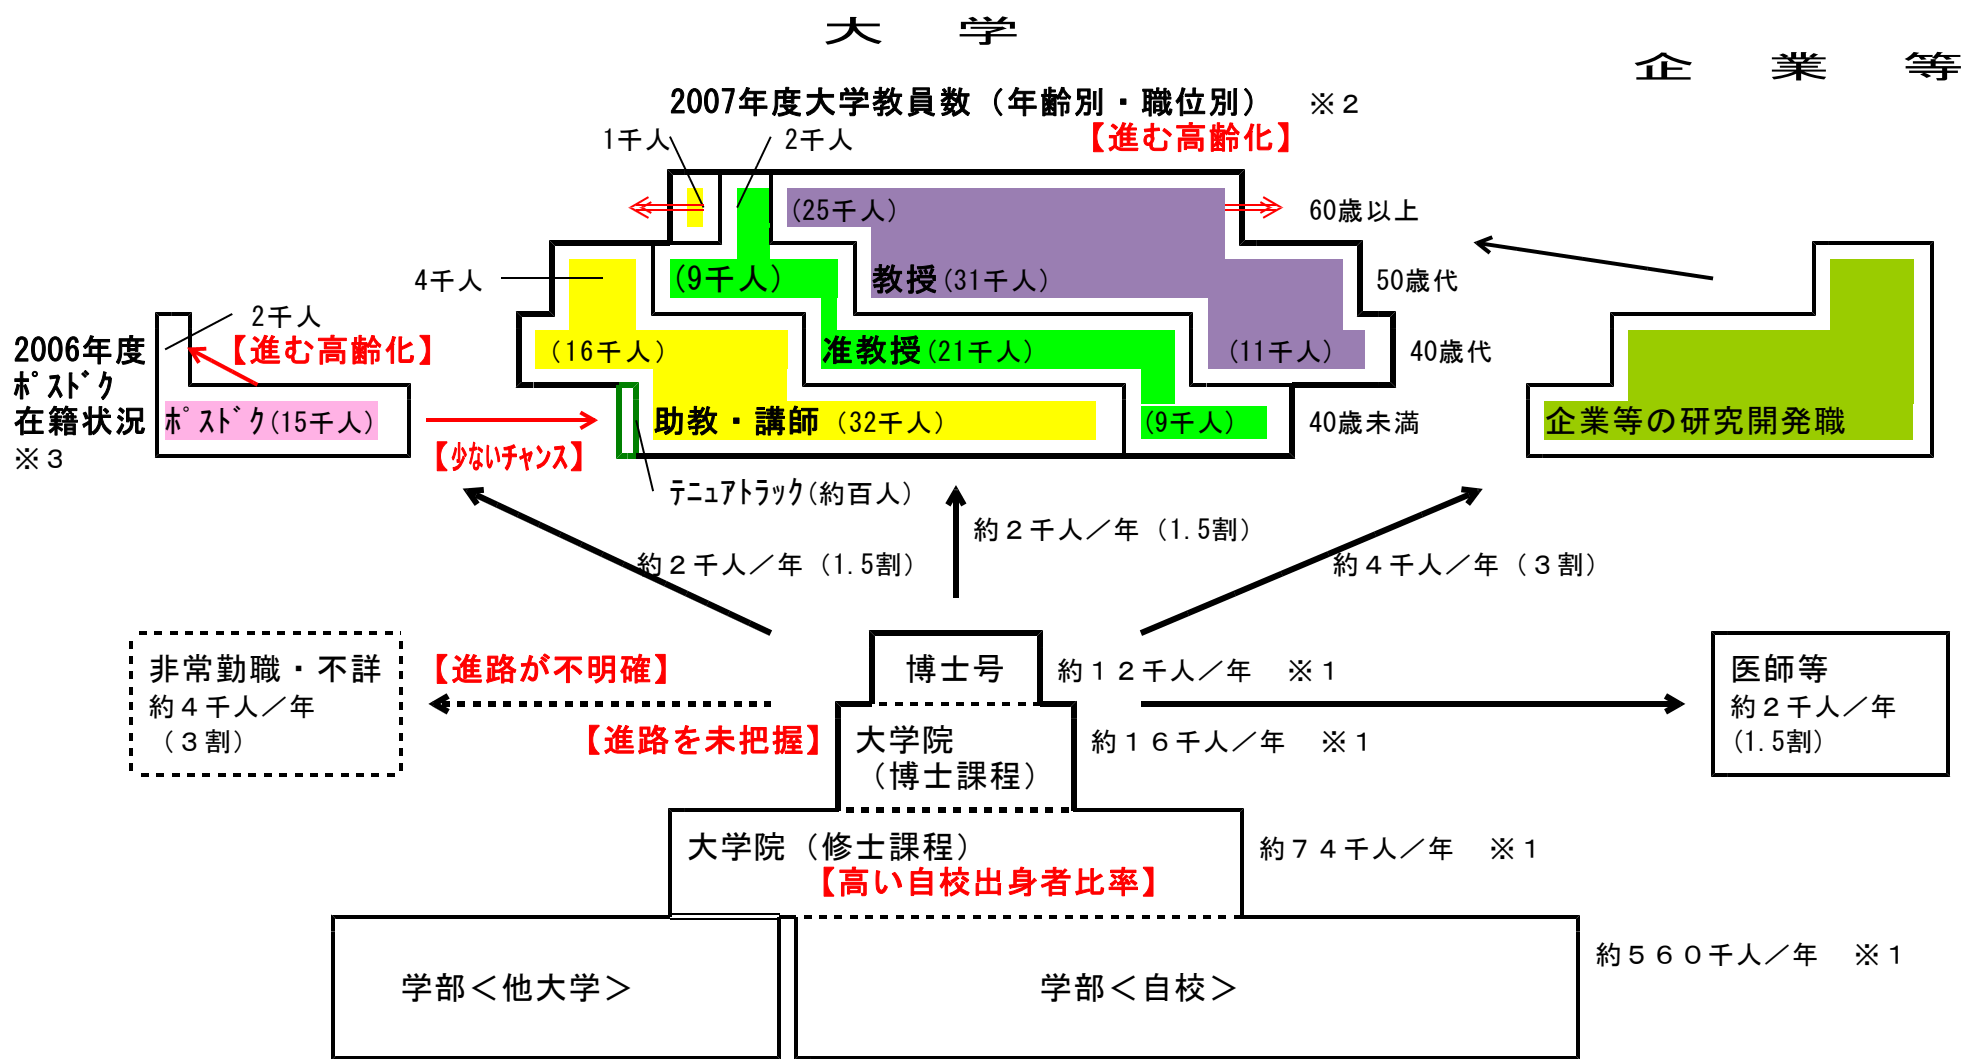 大　学
企　業　等
2007年度大学教員数（年齢別・職位別）　※２
【進む高齢化】
1千人
2千人
(25千人)
60歳以上
4千人
(9千人)
教授(31千人)
50歳代
2千人
【進む高齢化】
2006年度
ﾎﾟｽﾄﾞｸ
在籍状況
※３
(16千人)
准教授(21千人)
(11千人)
40歳代
ﾎﾟｽﾄﾞｸ(15千人)
助教・講師（32千人）
(9千人)
40歳未満
企業等の研究開発職
【少ないﾁｬﾝｽ】
ﾃﾆｭｱﾄﾗｯｸ(約百人)
約２千人／年（1.5割）
約２千人／年（1.5割）
約４千人／年（３割）
非常勤職・不詳
約４千人／年
（３割）
【進路が不明確】
【進路を未把握】
博士号
約１２千人／年　※１
医師等
約２千人／年
(1.5割)
大学院
（博士課程）
約１６千人／年　※１
大学院（修士課程）
【高い自校出身者比率】
約７４千人／年　※１
学部＜他大学＞
学部＜自校＞
約５６０千人／年　※１